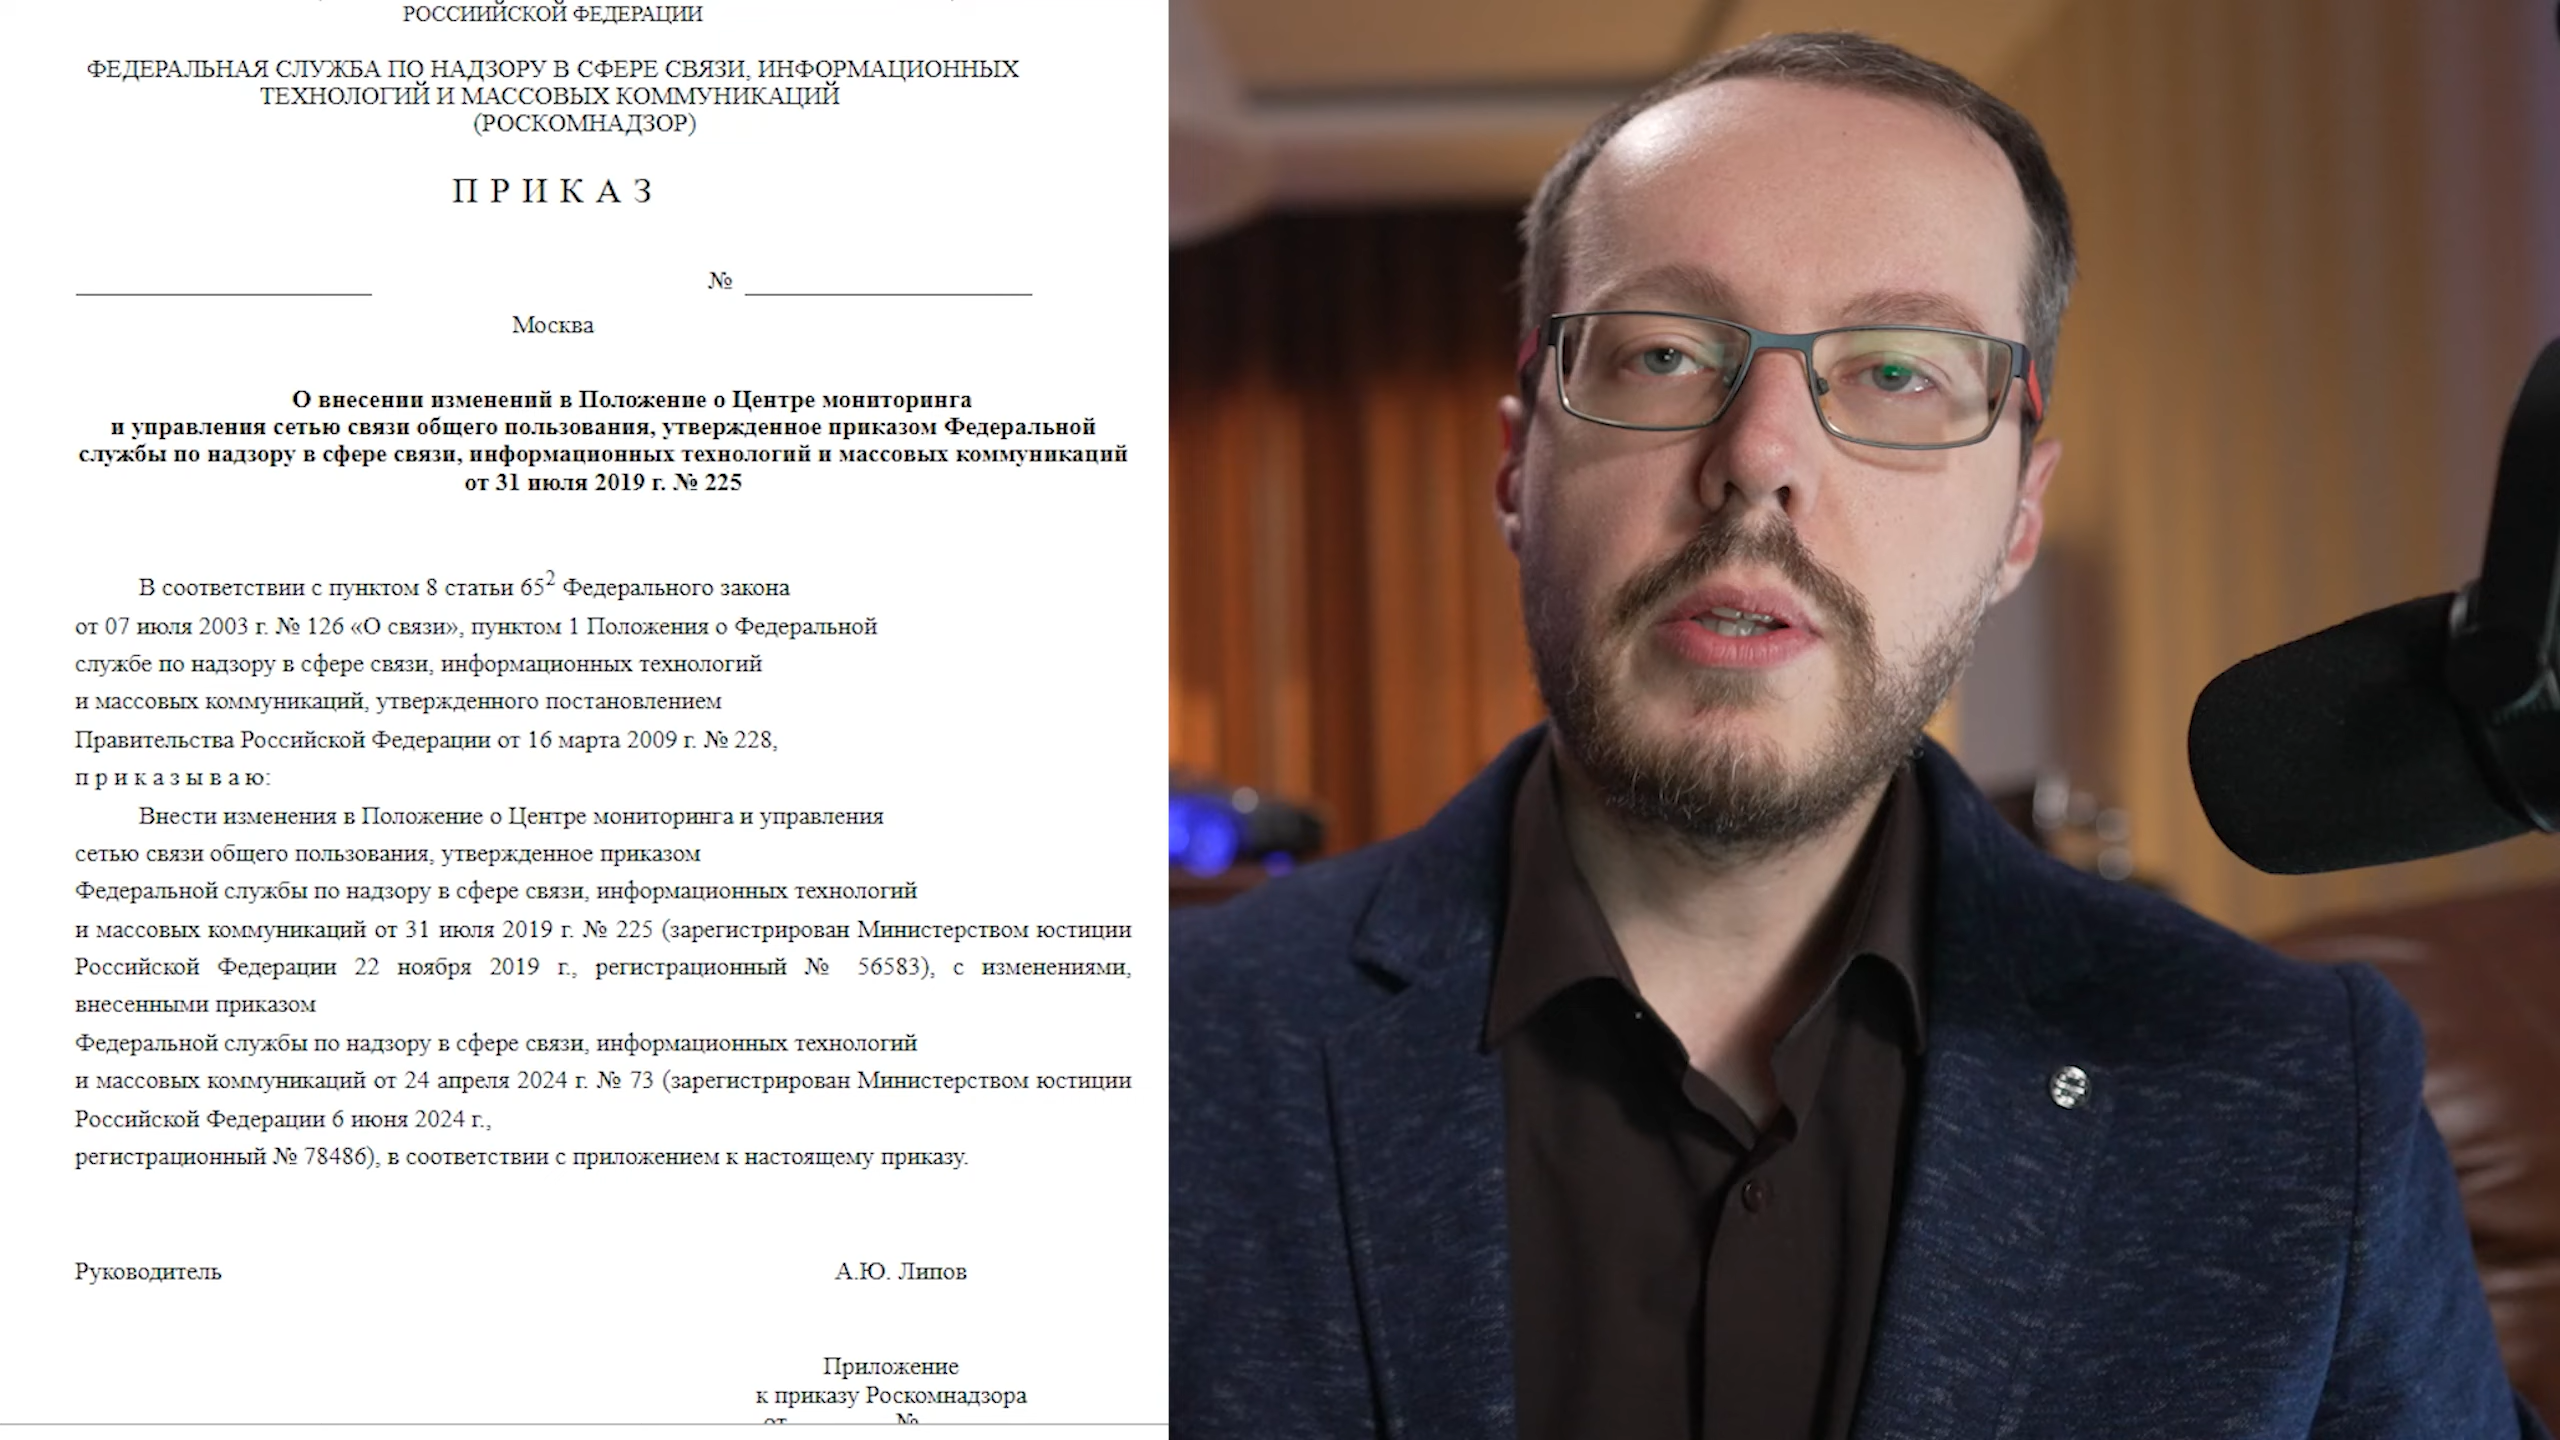 РОССИЙСКОЙ ФЕДЕРАЦИИ
ФЕДЕРАЛЬНАЯ СЛУЖБА ПО НАДЗОРУ В СФЕРЕ СВЯЗИ, ИНФОРМАЦИОННЫХ
ТЕХНОЛОГИЙ И МАССОВЫХ КОММУНИКАЦИЙ
(РОСКОМНАДЗОР)
П Р И К А З
№
Москва
О внесении изменений в Положение о Центре мониторинга
и управления сетью связи общего пользования, утвержденное приказом Федеральной
службы по надзору в сфере связи, информационных технологий и массовых коммуникаций
от 31 июля 2019 г. № 225
В соответствии с пунктом 8 статьи 65² Федерального закона
от 07 июля 2003 г. № 126 «О связи», пунктом 1 Положения о Федеральной
службе по надзору в сфере связи, информационных технологий
и массовых коммуникаций, утвержденного постановлением
Правительства Российской Федерации от 16 марта 2009 г. № 228,
п р и к а з ы в а ю:
Внести изменения в Положение о Центре мониторинга и управления
сетью связи общего пользования, утвержденное приказом
Федеральной службы по надзору в сфере связи, информационных технологий
и массовых коммуникаций от 31 июля 2019 г. № 225 (зарегистрирован Министерством юстиции
Российской Федерации 22 ноября 2019 г., регистрационный № 56583), с изменениями,
внесенными приказом
Федеральной службы по надзору в сфере связи, информационных технологий
и массовых коммуникаций от 24 апреля 2024 г. № 73 (зарегистрирован Министерством юстиции
Российской Федерации 6 июня 2024 г.,
регистрационный № 78486), в соответствии с приложением к настоящему приказу.
Руководитель А.Ю. Липов
Приложение
к приказу Роскомнадзора
от №